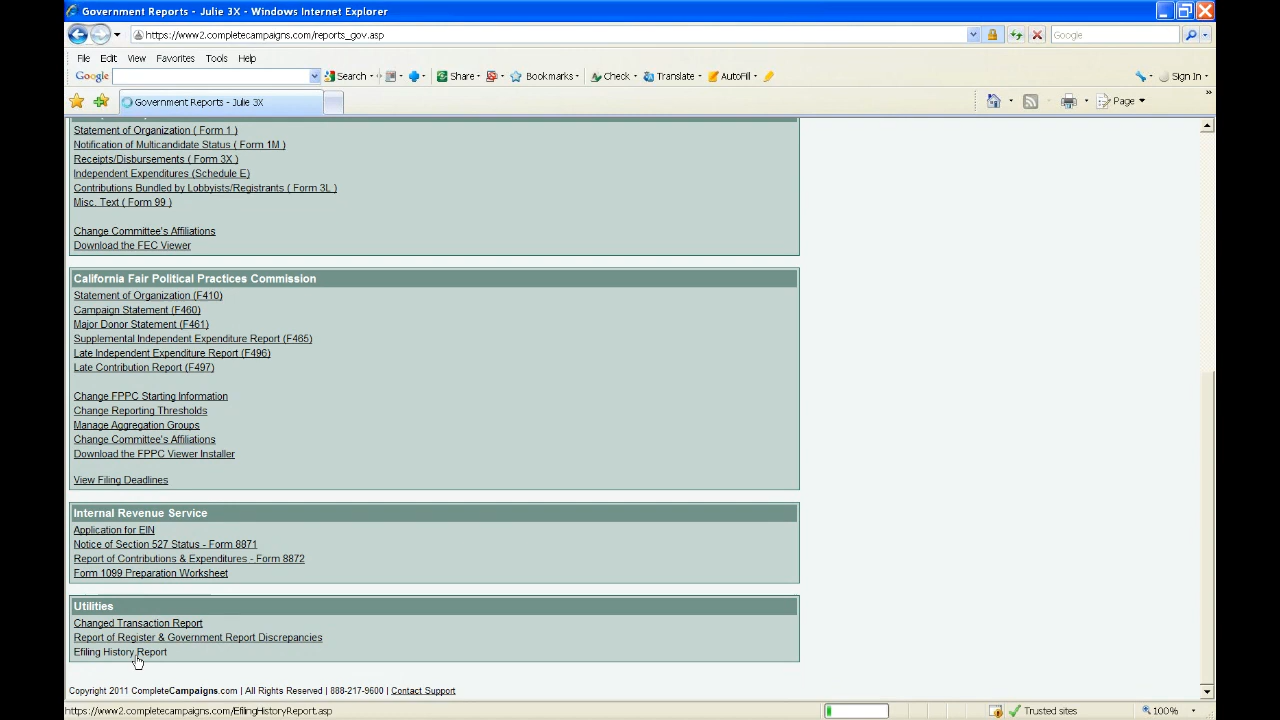 Government Reports - Julie 3X - Windows Internet Explorer
https://www2.completecampaigns.com/reports_gov.asp
Google
File Edit View Favorites Tools Help
Google Search Share Bookmarks Check Translate AutoFill Sign In
Government Reports - Julie 3X
Page
Statement of Organization ( Form 1 )
Notification of Multicandidate Status ( Form 1M )
Receipts/Disbursements ( Form 3X )
Independent Expenditures (Schedule E)
Contributions Bundled by Lobbyists/Registrants ( Form 3L )
Misc. Text ( Form 99 )
Change Committee's Affiliations
Download the FEC Viewer
California Fair Political Practices Commission
Statement of Organization (F410)
Campaign Statement (F460)
Major Donor Statement (F461)
Supplemental Independent Expenditure Report (F465)
Late Independent Expenditure Report (F496)
Late Contribution Report (F497)
Change FPPC Starting Information
Change Reporting Thresholds
Manage Aggregation Groups
Change Committee's Affiliations
Download the FPPC Viewer Installer
View Filing Deadlines
Internal Revenue Service
Application for EIN
Notice of Section 527 Status - Form 8871
Report of Contributions & Expenditures - Form 8872
Form 1099 Preparation Worksheet
Utilities
Changed Transaction Report
Report of Register & Government Report Discrepancies
Efiling History Report
Copyright 2011 CompleteCampaigns.com | All Rights Reserved | 888-217-9600 | Contact Support
https://www2.completecampaigns.com/EfilingHistoryReport.asp
Trusted sites
100%